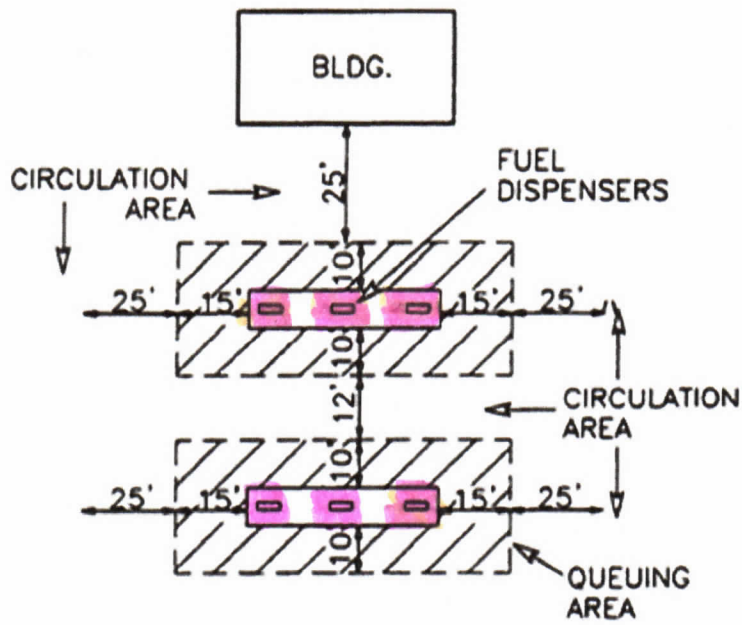 BLDG.
25'
CIRCULATION
AREA
FUEL
DISPENSERS
10'
25'
15'
15'
25'
10'
12'
CIRCULATION
AREA
10'
25'
15'
15'
25'
10'
QUEUING
AREA